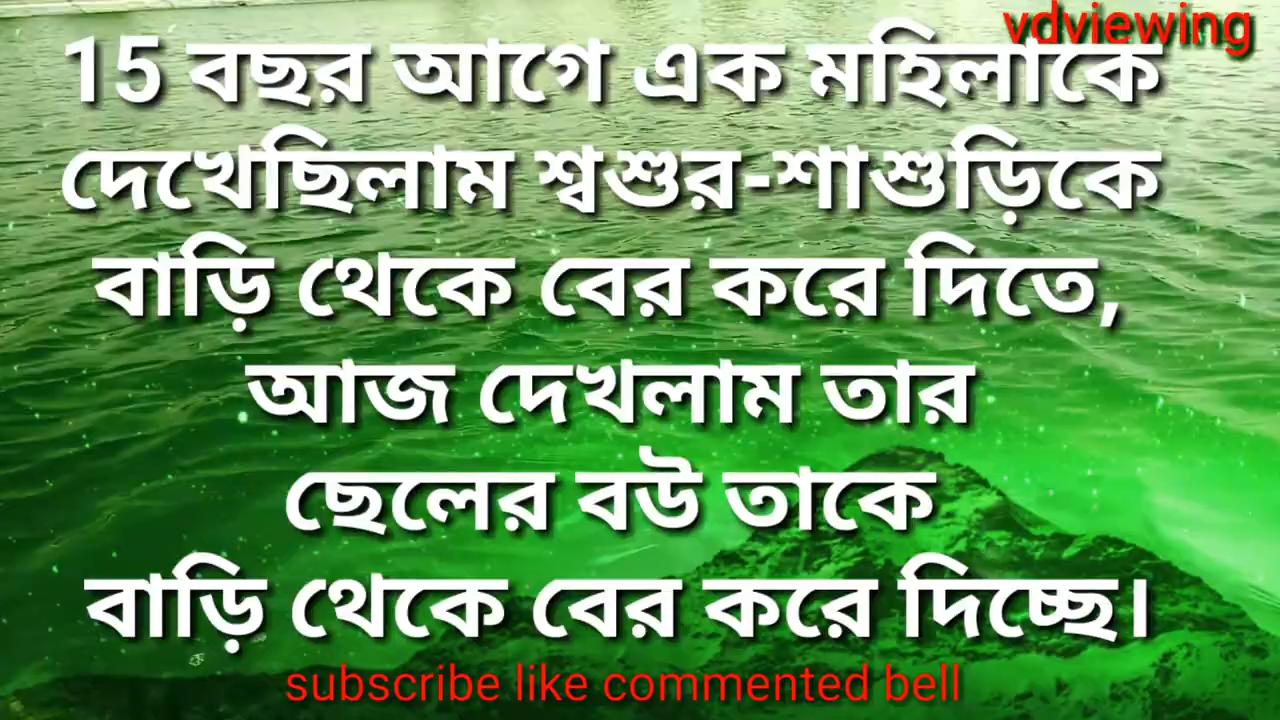 vdviewing
15 বছর আগে এক মহিলাকে
দেখেছিলাম শ্বশুর-শাশুড়িকে
বাড়ি থেকে বের করে দিতে,
আজ দেখলাম তার
ছেলের বউ তাকে
বাড়ি থেকে বের করে দিচ্ছে।
subscribe like commented bell